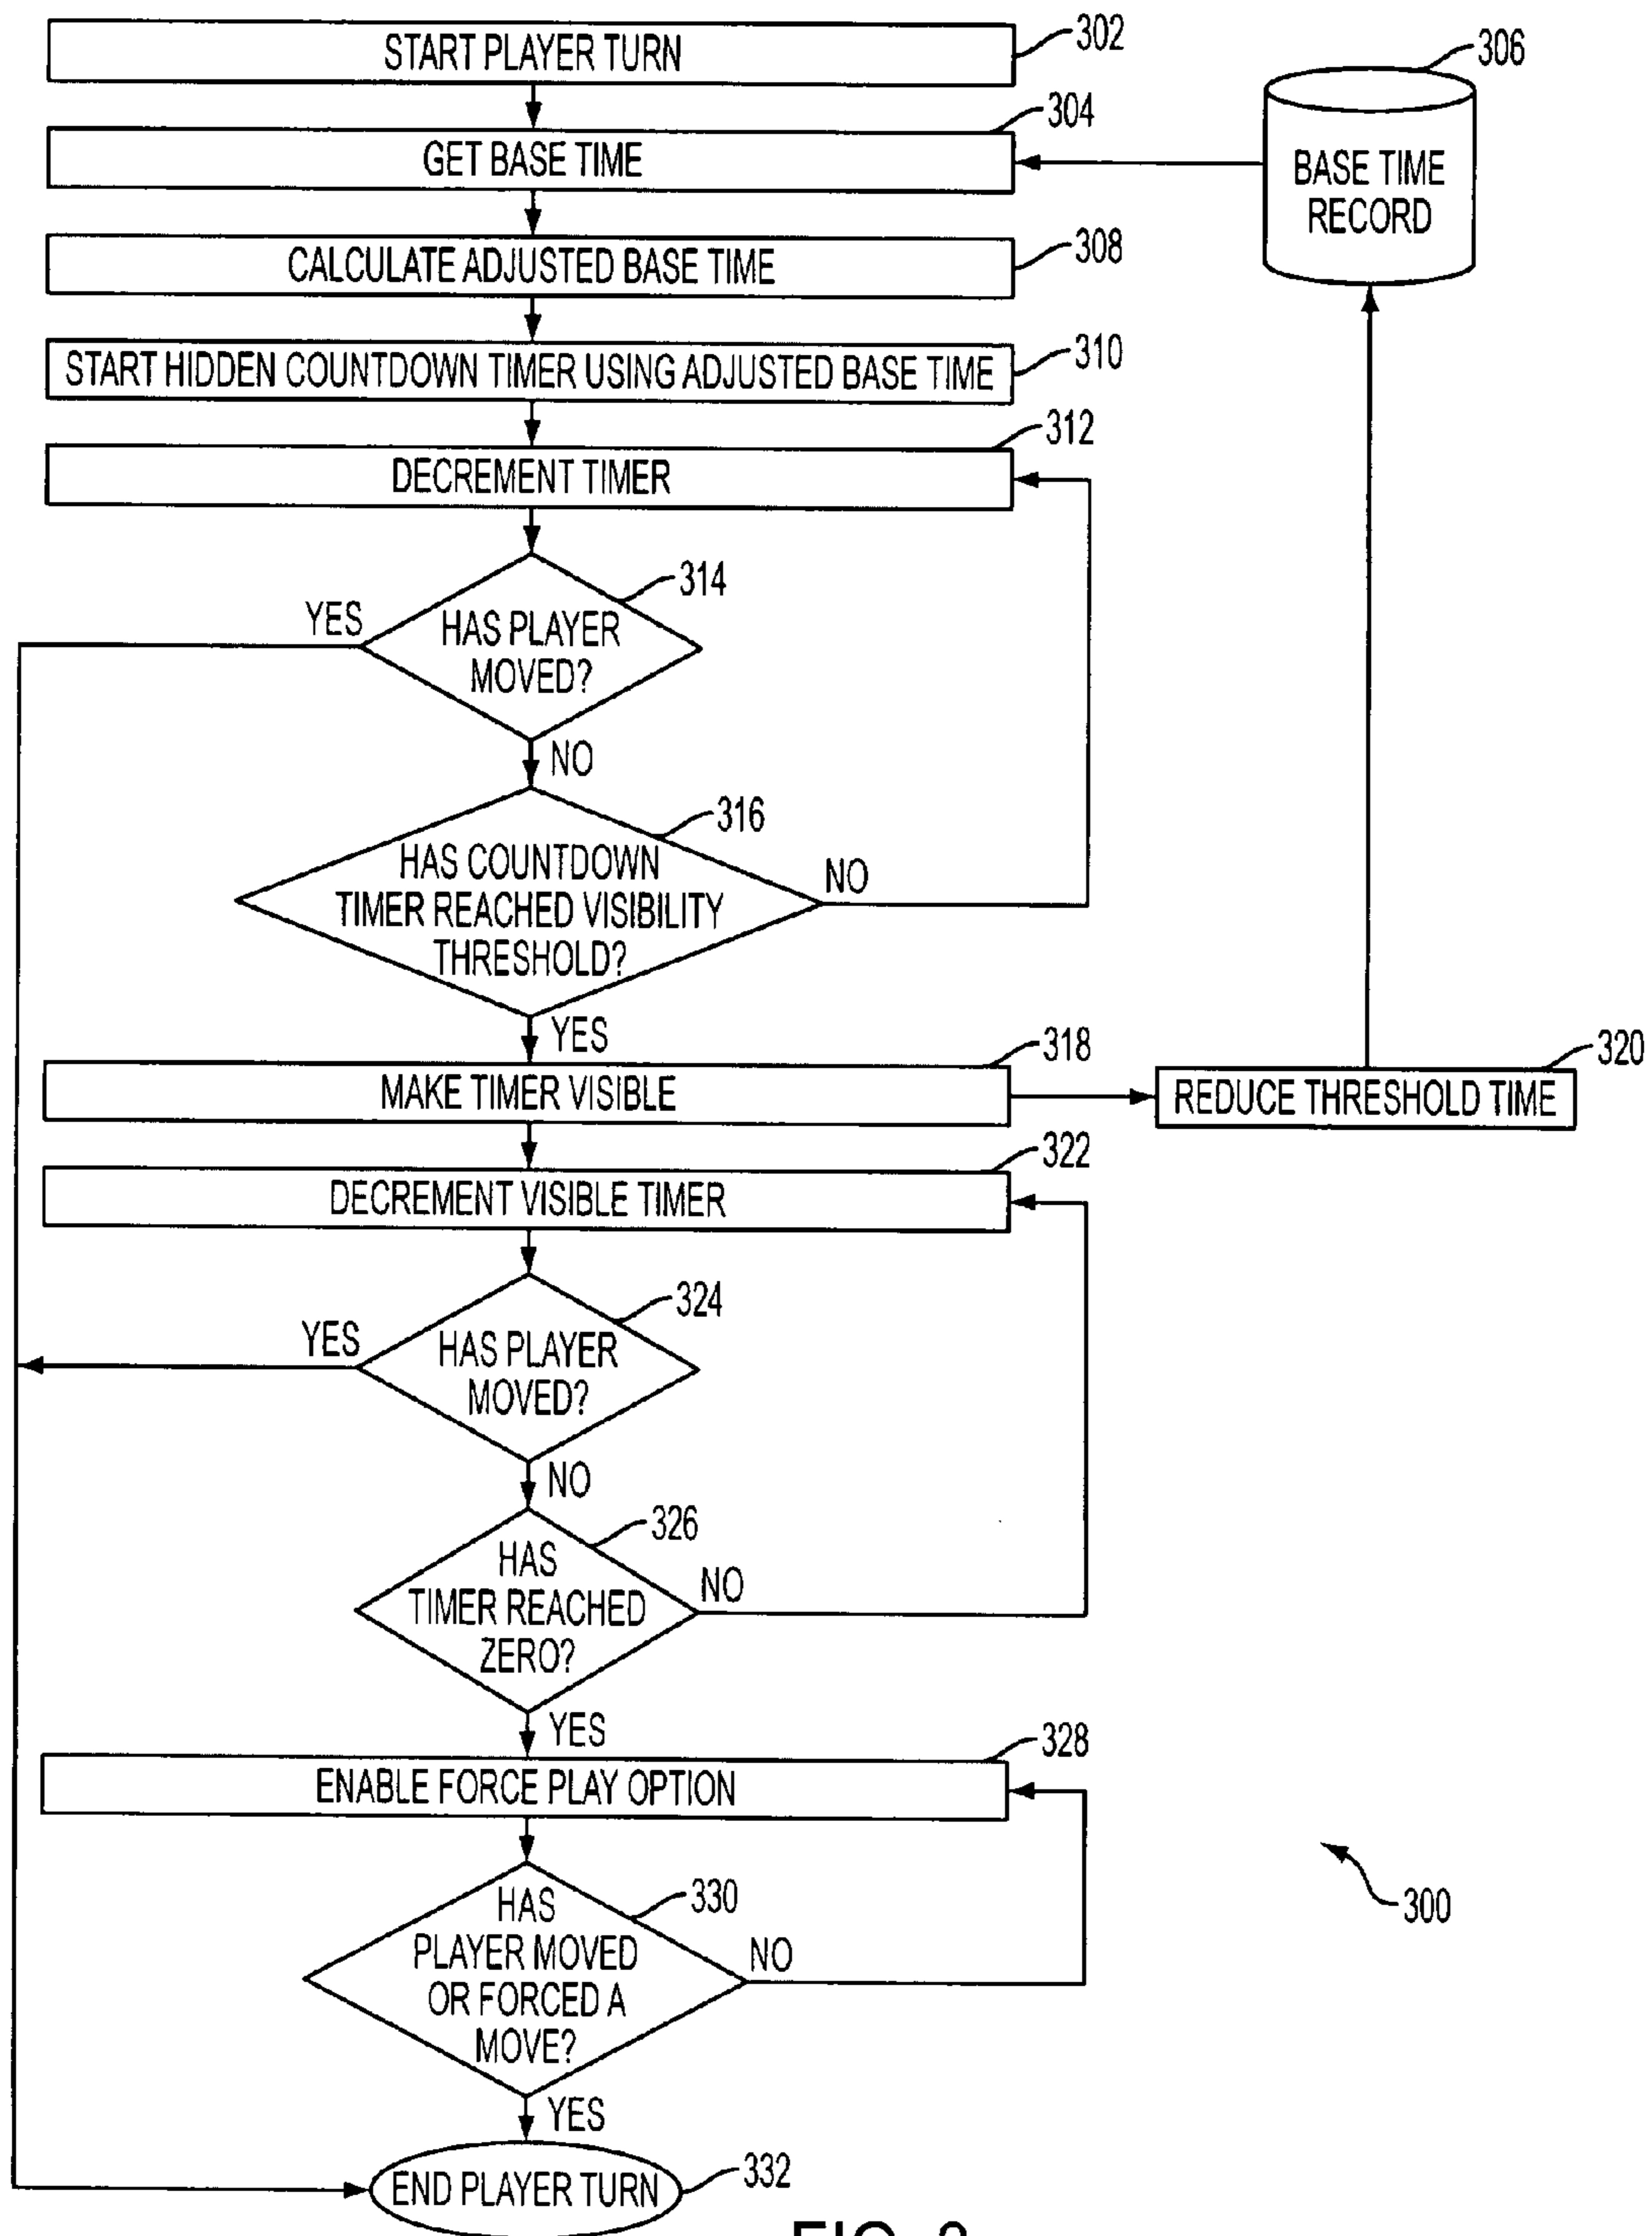 START PLAYER TURN
302
306
304
GET BASE TIME
BASE TIME
RECORD
CALCULATE ADJUSTED BASE TIME
308
START HIDDEN COUNTDOWN TIMER USING ADJUSTED BASE TIME
310
312
DECREMENT TIMER
314
YES
HAS PLAYER
MOVED?
NO
316
HAS COUNTDOWN
TIMER REACHED VISIBILITY
THRESHOLD?
NO
YES
318
320
MAKE TIMER VISIBLE
REDUCE THRESHOLD TIME
322
DECREMENT VISIBLE TIMER
324
YES
HAS PLAYER
MOVED?
NO
326
HAS
TIMER REACHED
ZERO?
NO
YES
328
ENABLE FORCE PLAY OPTION
330
HAS
PLAYER MOVED
OR FORCED A
MOVE?
NO
300
YES
END PLAYER TURN
332